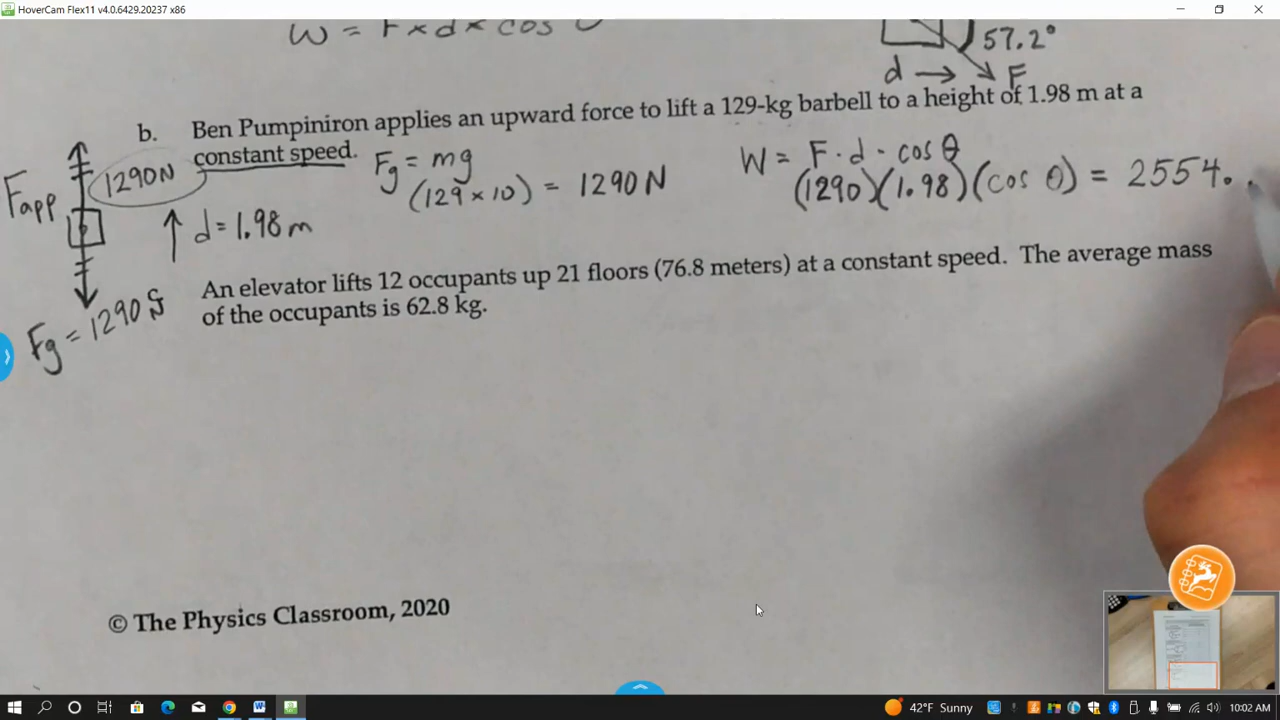 HoverCam Flex11 v4.0.6429.20237 x86
W = F × d × cos θ
57.2°
d → F
b. Ben Pumpiniron applies an upward force to lift a 129-kg barbell to a height of 1.98 m at a
constant speed.
Fapp
1290N
Fg = mg
(129 × 10) = 1290 N
W = F · d · cos θ
(1290)(1.98)(cos 0) = 2554.
d = 1.98 m
Fg = 1290
An elevator lifts 12 occupants up 21 floors (76.8 meters) at a constant speed. The average mass
of the occupants is 62.8 kg.
© The Physics Classroom, 2020
42°F Sunny
10:02 AM